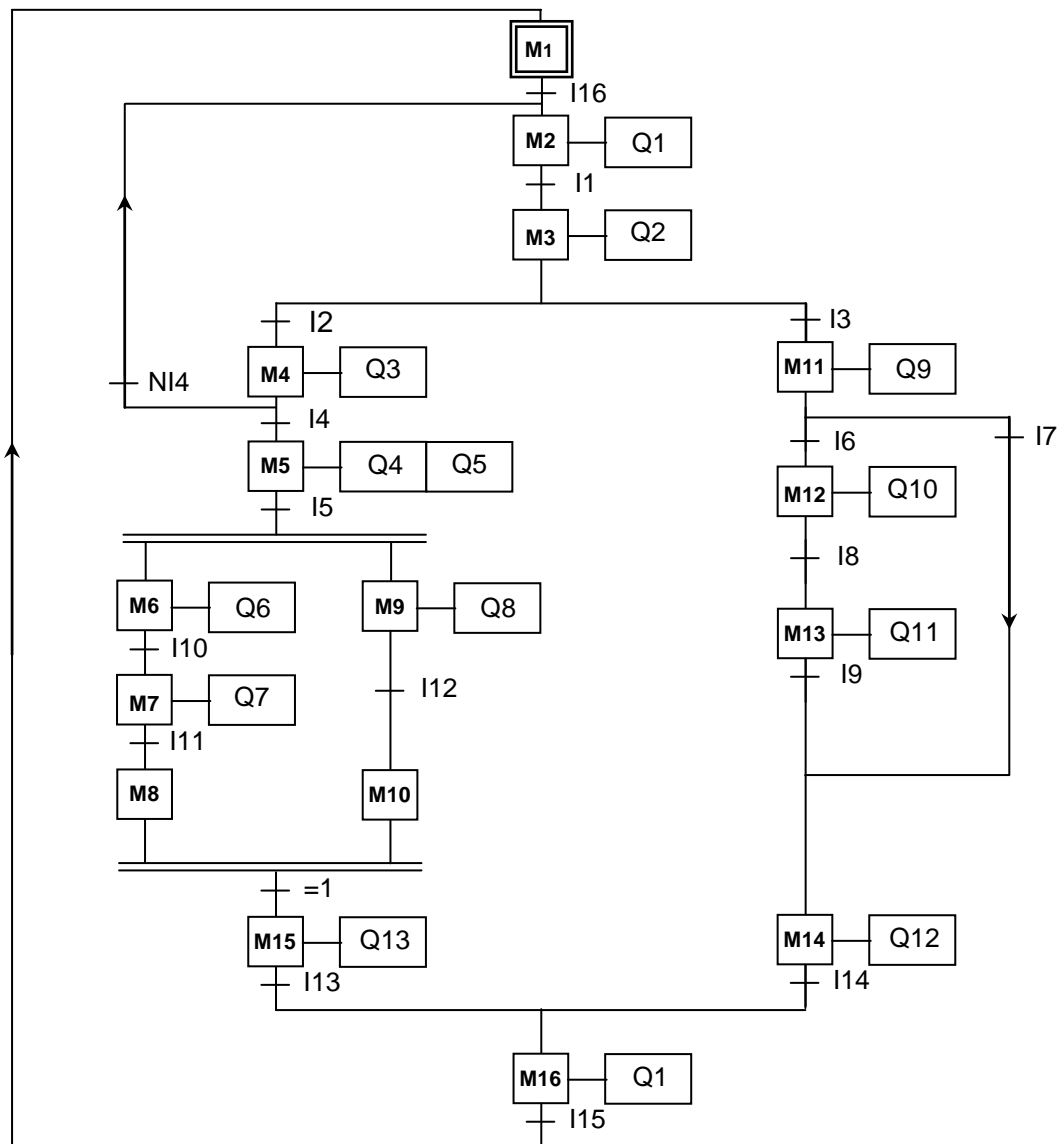 M1
I16
M2 Q1
I1
M3 Q2
I2 I3
M4 Q3 M11 Q9
NI4 I4 I6 I7
M5 Q4 Q5 M12 Q10
I5
I8
M6 Q6 M9 Q8 M13 Q11
I10 I9
M7 Q7 I12
I11
M8 M10
=1
M15 Q13 M14 Q12
I13 I14
M16 Q1
I15